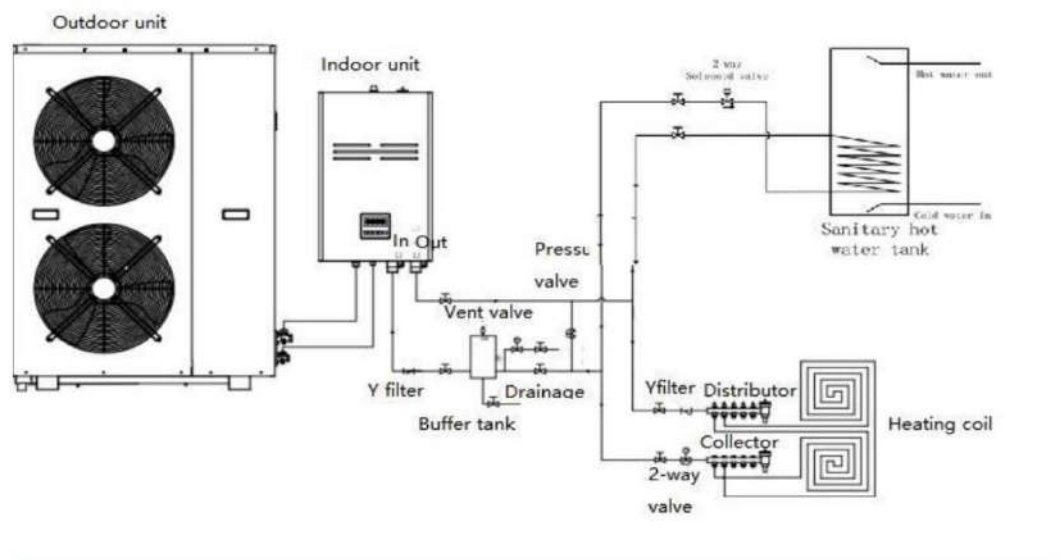 Outdoor unit
Indoor unit
2 way
Solenoid valve
Hot water out
Cold water in
Sanitary hot
water tank
In Out
Pressu
valve
Vent valve
Y filter
Drainage
Buffer tank
Yfilter Distributor
Heating coil
Collector
2-way
valve